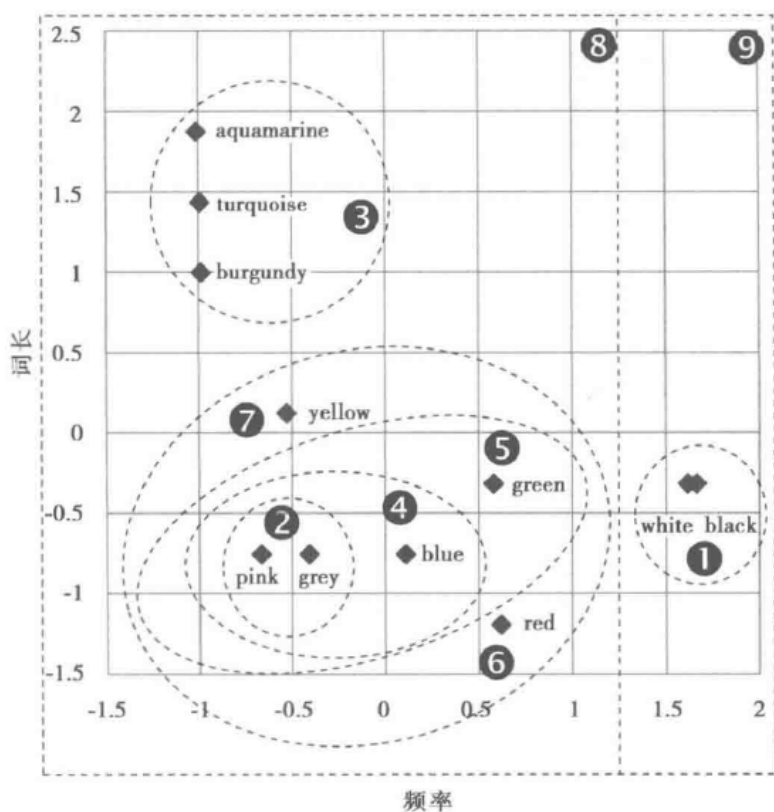 2.5
8
9
2
aquamarine
1.5
turquoise
3
1
burgundy
词长
0.5
7
yellow
0
5
green
4
2
-0.5
white black
pink grey
blue
1
-1
red
6
-1.5
-1.5 -1 -0.5 0 0.5 1 1.5 2
频率